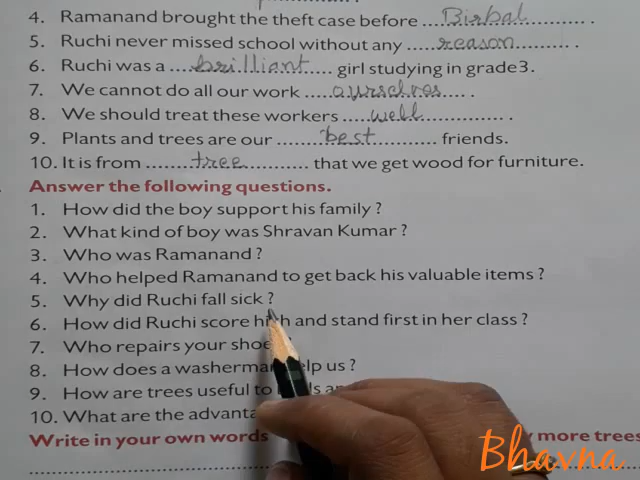 4. Ramanand brought the theft case before ....Birbal.............. .
5. Ruchi never missed school without any ......reason.......... .
6. Ruchi was a .....brilliant..... girl studying in grade3.
7. We cannot do all our work .....ourselves..... .
8. We should treat these workers .....well................... .
9. Plants and trees are our .........best............. friends.
10. It is from .........tree............. that we get wood for furniture.
Answer the following questions.
1. How did the boy support his family ?
2. What kind of boy was Shravan Kumar ?
3. Who was Ramanand ?
4. Who helped Ramanand to get back his valuable items ?
5. Why did Ruchi fall sick ?
6. How did Ruchi score high and stand first in her class ?
7. Who repairs your shoe
8. How does a washerman help us ?
9. How are trees useful to
10. What are the advanta
Write in your own words y more trees
Bhavna